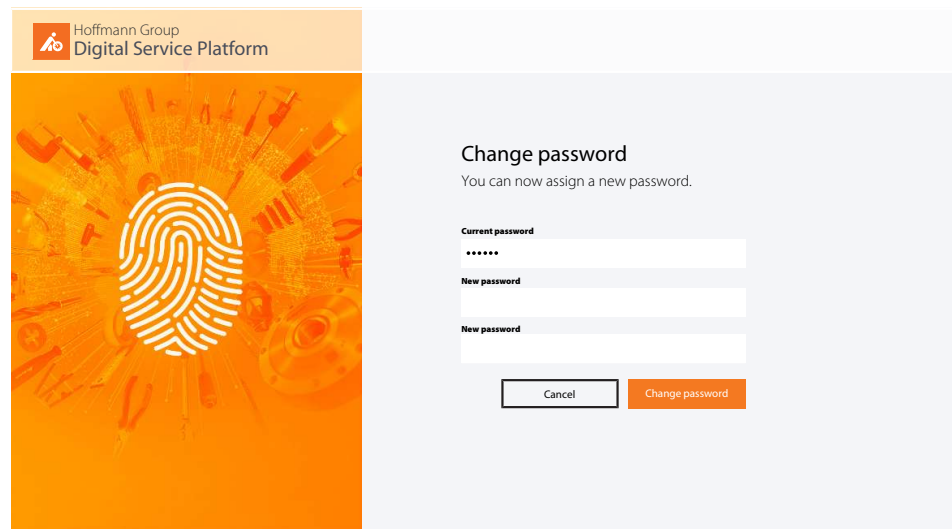 Hoffmann Group
Digital Service Platform
Change password
You can now assign a new password.
Current password
••••••
New password
New password
Cancel
Change password